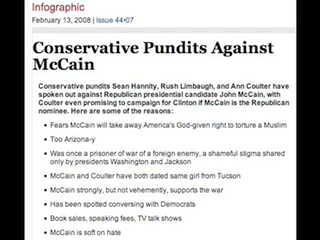 Infographic
February 13, 2008 | Issue 44•07
Conservative Pundits Against
McCain
Conservative pundits Sean Hannity, Rush Limbaugh, and Ann Coulter have
spoken out against Republican presidential candidate John McCain, with
Coulter even promising to campaign for Clinton if McCain is the Republican
nominee. Here are some of the reasons:
• Fears McCain will take away America's God-given right to torture a Muslim
• Too Arizona-y
• Was once a prisoner of war of a foreign enemy, a shameful stigma shared
only by presidents Washington and Jackson
• McCain and Coulter have both dated same girl from Tucson
• McCain strongly, but not vehemently, supports the war
• Has been spotted conversing with Democrats
• Book sales, speaking fees, TV talk shows
• McCain is soft on hate